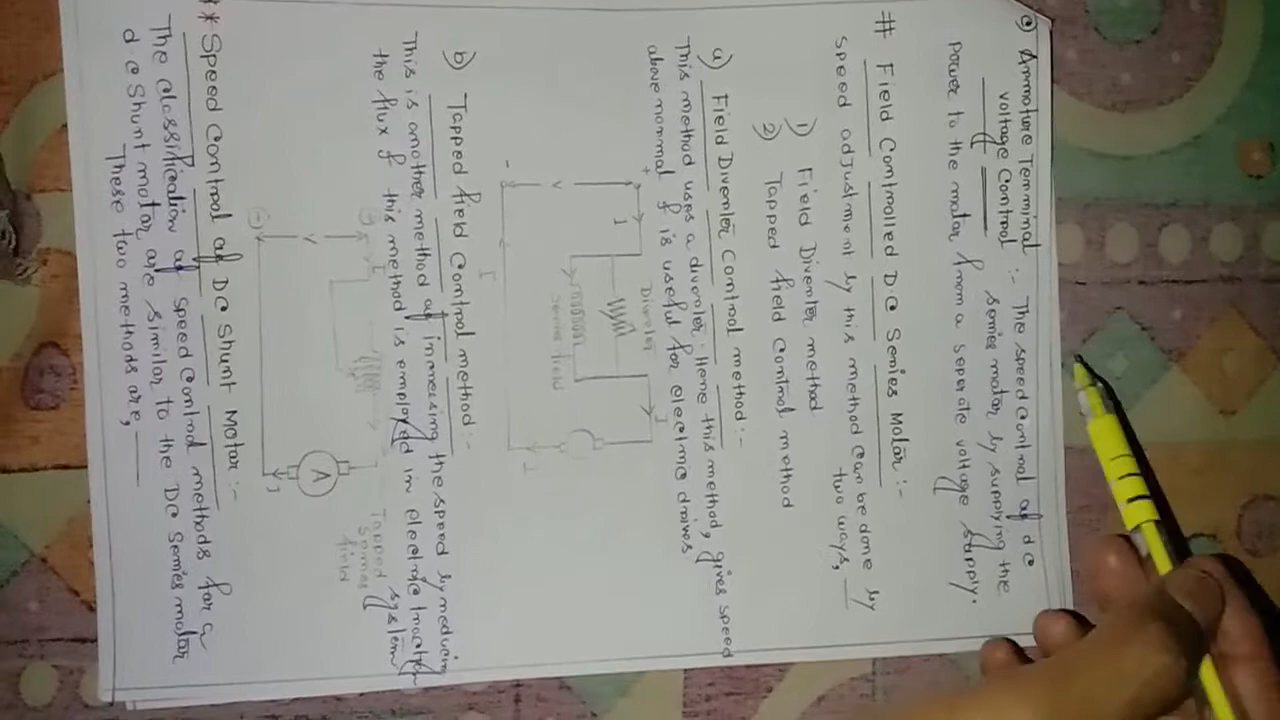 c) Armature Terminal voltage Control :- The speed control of dc
series motor by supplying the
power to the motor from a seperate voltage supply.
# Field Controlled DC Series Motor :-
speed adjustment by this method can be done by
two ways,
1) Field Diverter method
2) Tapped field control method
a) Field Diverter Control method :-
This method uses a diverter. Here this method, gives speed
above normal & is useful for electric drives
+
I
Diverter
I
V
Series field
-
I
I
b) Tapped field Control method :-
This is another method of increasing the speed by reducing
the flux & this method is employed in electric traction
system
(+)
I
V
(-)
A
I
Tapped
Series
field
** Speed Control of DC Shunt Motor :-
The classification of speed control methods for a
d.c Shunt motor are similar to the DC Series motor
These two methods are,